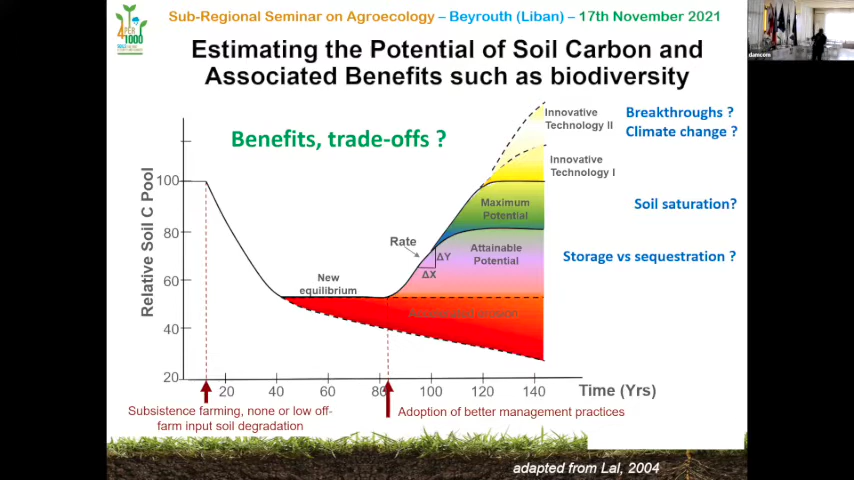 Sub-Regional Seminar on Agroecology – Beyrouth (Liban) – 17th November 2021
4 PER
1000
Estimating the Potential of Soil Carbon and
Associated Benefits such as biodiversity
damcom
Benefits, trade-offs ?
Innovative
Technology II
Breakthroughs ?
Climate change ?
Innovative
Technology I
Maximum
Potential
Soil saturation?
Rate
ΔY
ΔX
Attainable
Potential
Storage vs sequestration ?
New
equilibrium
Accelerated erosion
Relative Soil C Pool
100
80
60
40
20
20 40 60 80 100 120 140 Time (Yrs)
Subsistence farming, none or low off-
farm input soil degradation
Adoption of better management practices
adapted from Lal, 2004